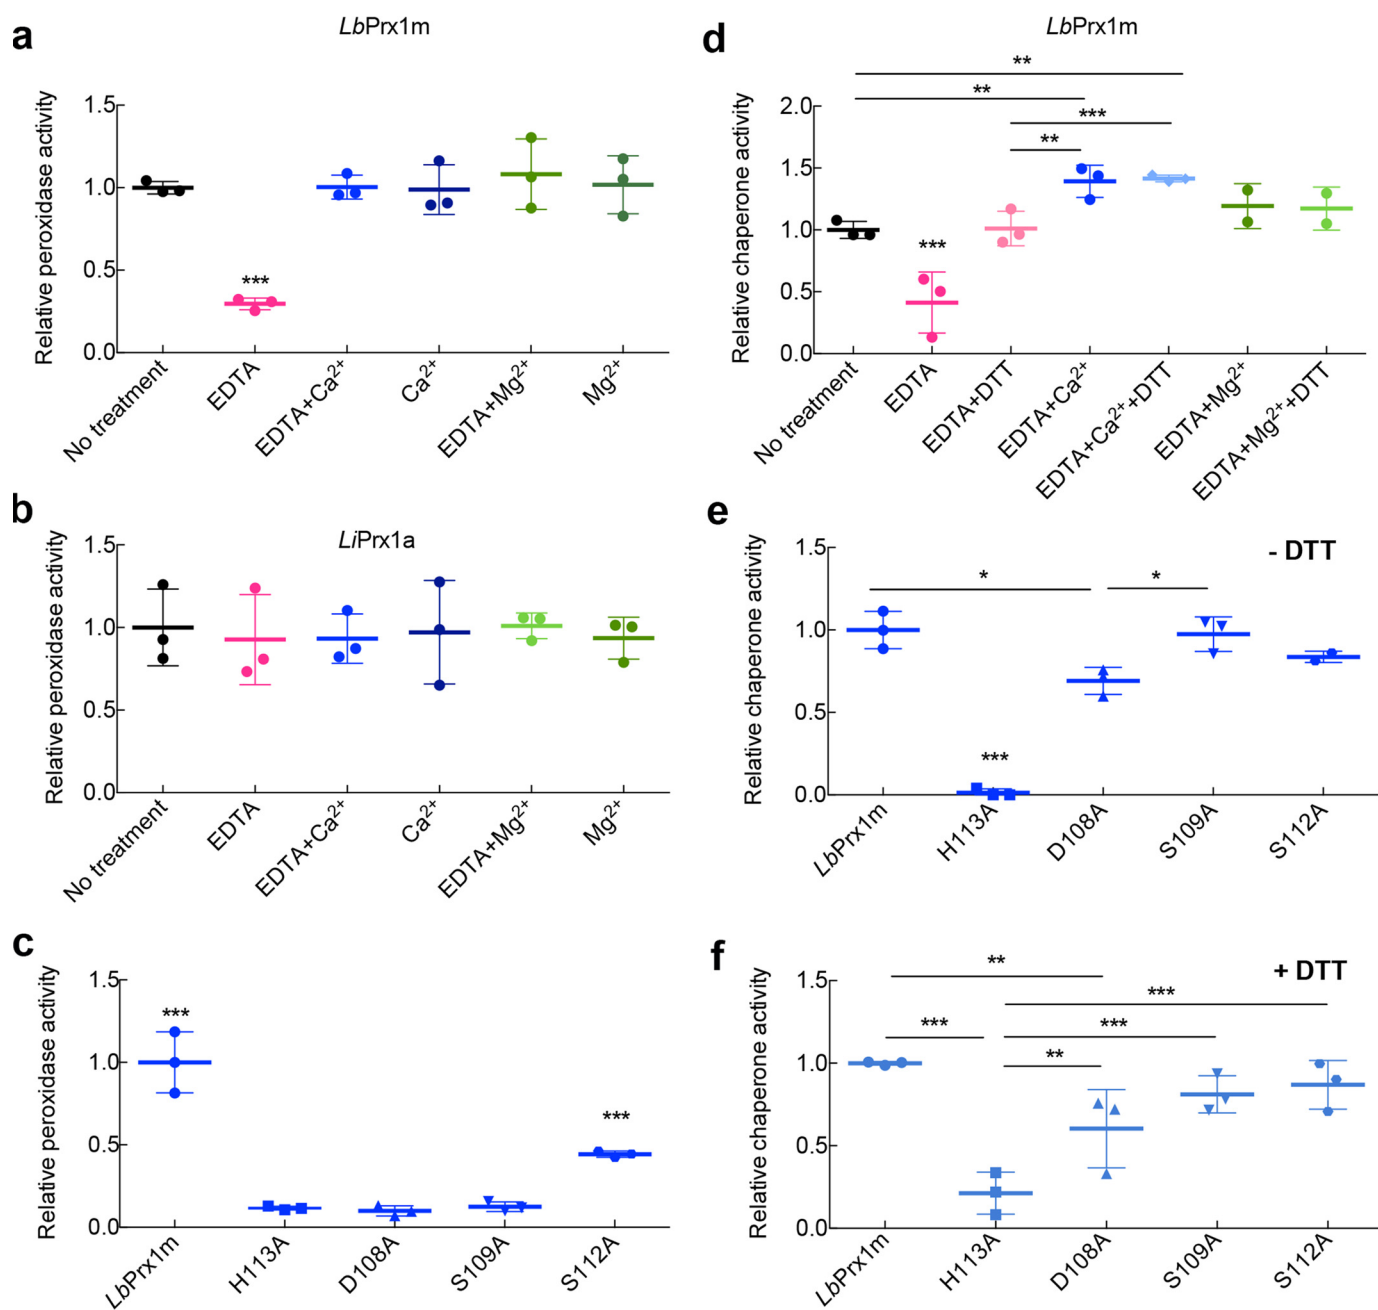 a
LbPrx1m
Relative peroxidase activity
1.5
1.0
0.5
0.0
***
No treatment
EDTA
EDTA+Ca²⁺
Ca²⁺
EDTA+Mg²⁺
Mg²⁺
b
LiPrx1a
Relative peroxidase activity
1.5
1.0
0.5
0.0
No treatment
EDTA
EDTA+Ca²⁺
Ca²⁺
EDTA+Mg²⁺
Mg²⁺
c
Relative peroxidase activity
1.5
1.0
0.5
0.0
***
***
LbPrx1m
H113A
D108A
S109A
S112A
d
LbPrx1m
Relative chaperone activity
2.0
1.5
1.0
0.5
0.0
**
**
***
**
***
No treatment
EDTA
EDTA+DTT
EDTA+Ca²⁺
EDTA+Ca²⁺+DTT
EDTA+Mg²⁺
EDTA+Mg²⁺+DTT
e
- DTT
Relative chaperone activity
1.5
1.0
0.5
0.0
*
*
***
LbPrx1m
H113A
D108A
S109A
S112A
f
+ DTT
Relative chaperone activity
1.5
1.0
0.5
0.0
**
***
***
***
**
LbPrx1m
H113A
D108A
S109A
S112A